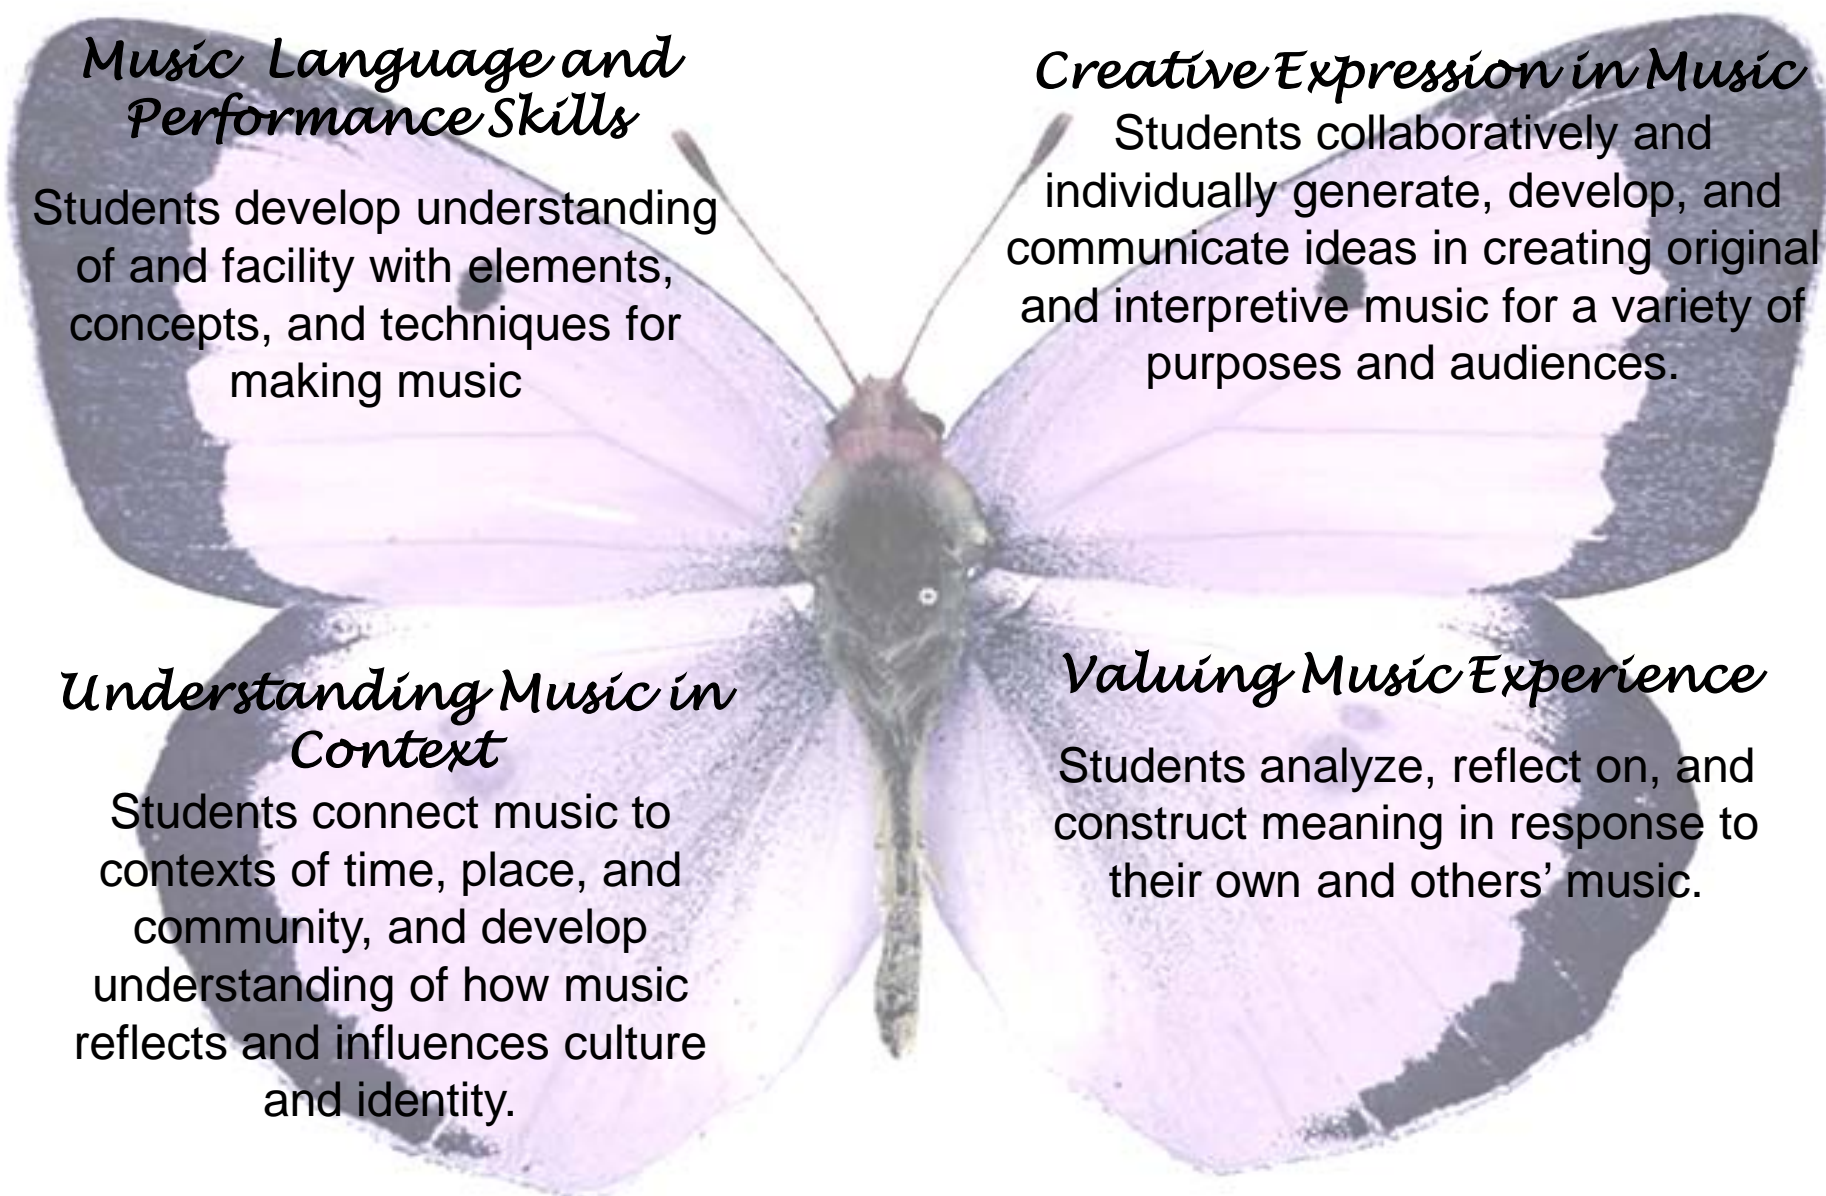 Music Language and
Performance Skills
Students develop understanding
of and facility with elements,
concepts, and techniques for
making music
Creative Expression in Music
Students collaboratively and
individually generate, develop, and
communicate ideas in creating original
and interpretive music for a variety of
purposes and audiences.
Understanding Music in
Context
Students connect music to
contexts of time, place, and
community, and develop
understanding of how music
reflects and influences culture
and identity.
Valuing Music Experience
Students analyze, reflect on, and
construct meaning in response to
their own and others’ music.